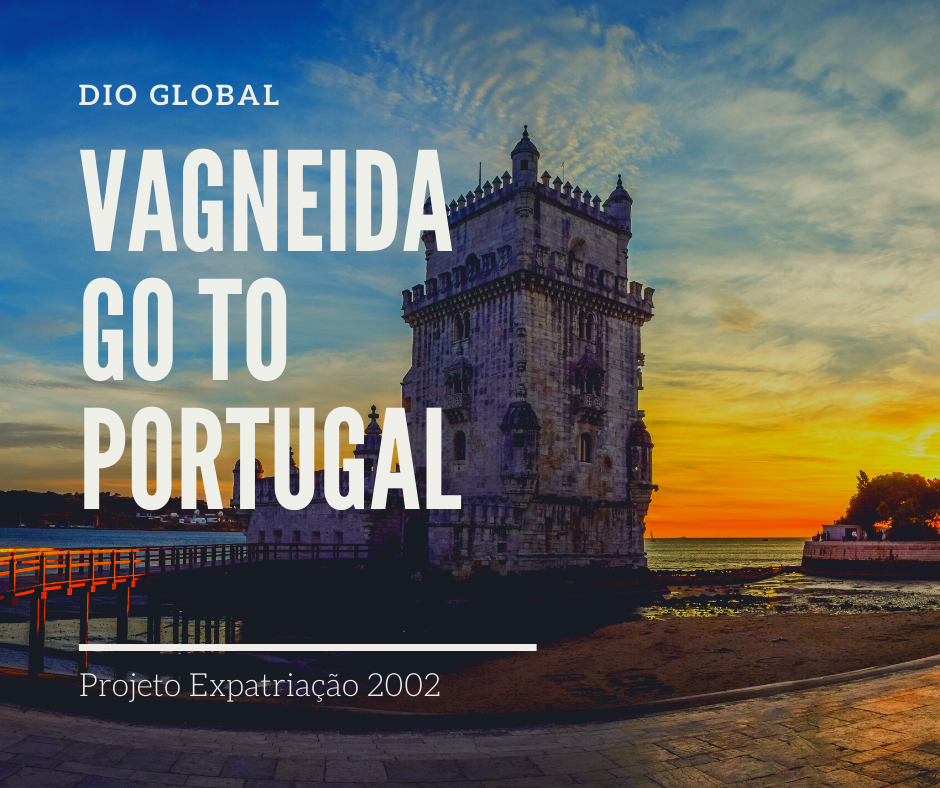 DIO GLOBAL
VAGNEIDA
GO TO
PORTUGAL
Projeto Expatriação 2002